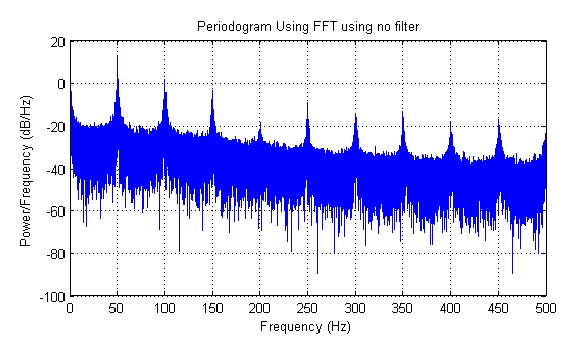 Periodogram Using FFT using no filter
Power/Frequency (dB/Hz)
20
0
-20
-40
-60
-80
-100
0 50 100 150 200 250 300 350 400 450 500
Frequency (Hz)